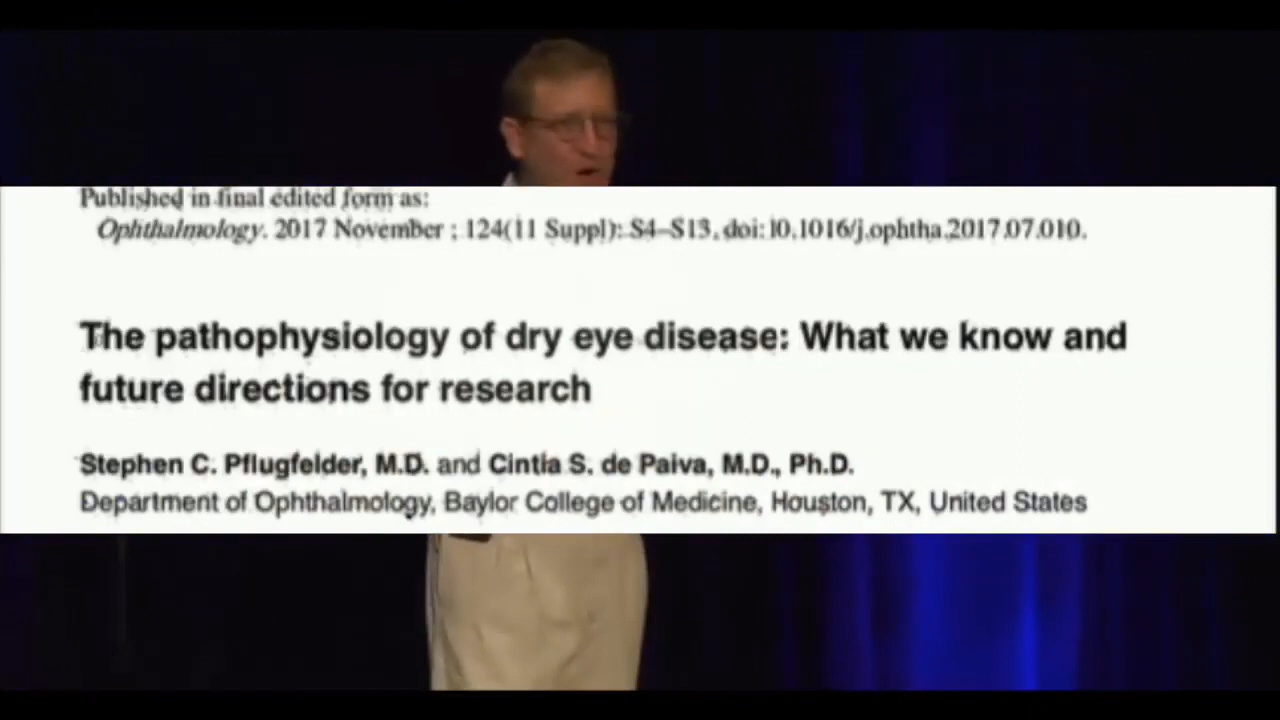 Published in final edited form as:
Ophthalmology. 2017 November ; 124(11 Suppl): S4–S13. doi:10.1016/j.ophtha.2017.07.010.
The pathophysiology of dry eye disease: What we know and
future directions for research
Stephen C. Pflugfelder, M.D. and Cintia S. de Paiva, M.D., Ph.D.
Department of Ophthalmology, Baylor College of Medicine, Houston, TX, United States